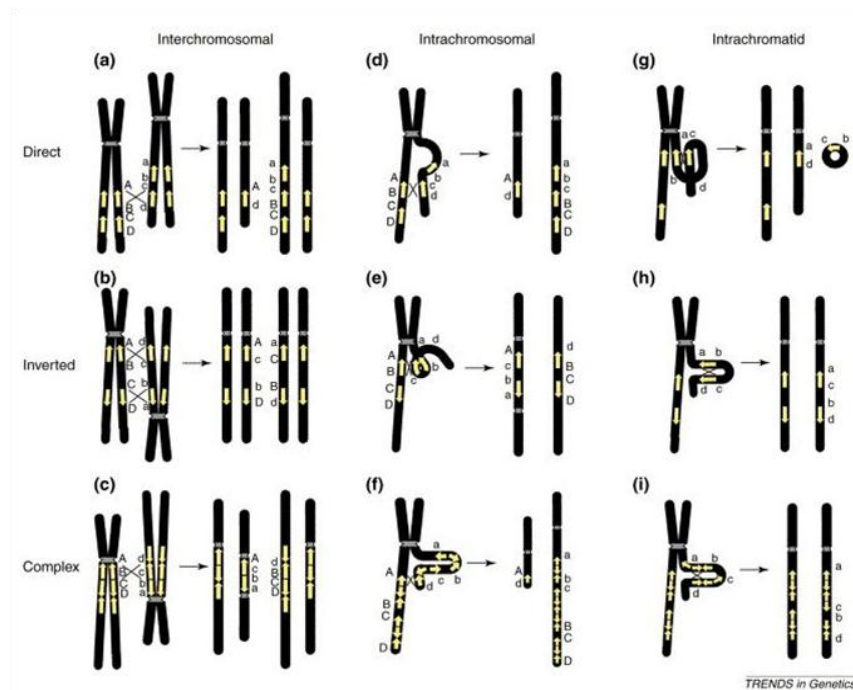 Interchromosomal
Intrachromosomal
Intrachromatid
Direct
(a)
A
B
C
D
a
b
c
d
A
d
a
b
c
B
C
D
(d)
A
B
C
D
a
b
c
d
A
d
a
b
c
B
C
D
(g)
a c
b d
a
d
c b
Inverted
(b)
A d
B c
C b
D a
A a
c C
b B
D d
(e)
A
B
C
D
a d
c b
A
c
b
D
d
B
C
D
(h)
a b
d c
a
c
b
d
Complex
(c)
A d
B c
C b
D a
A
c
b
a
d
B
C
D
(f)
A
B
C
D
a
d c b
A
d
a
b
c
B
C
D
(i)
a b
d c
a
c
b
d
TRENDS in Genetics